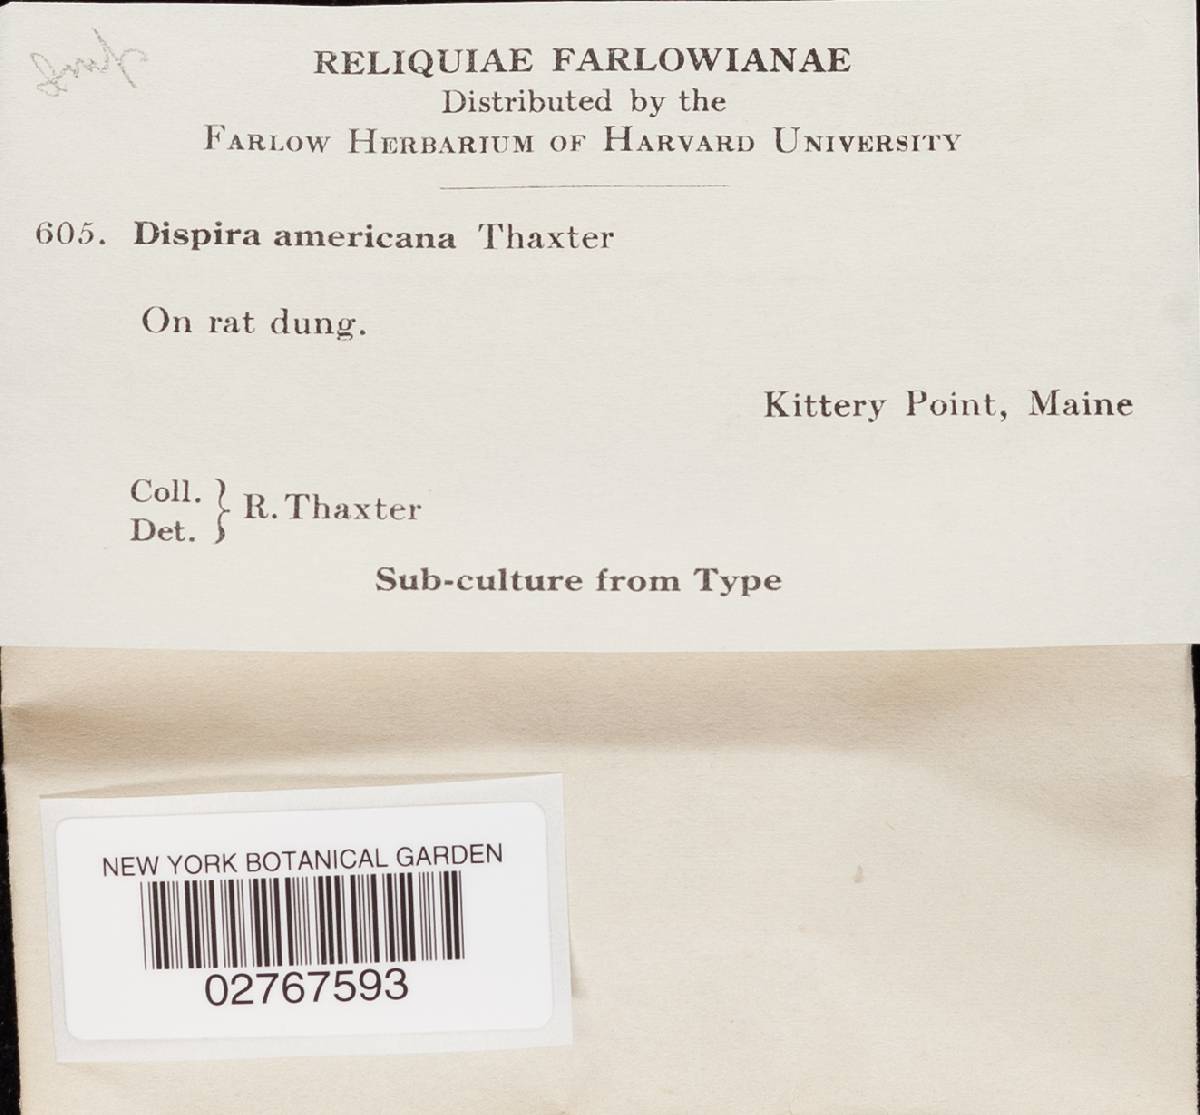 RELIQUIAE FARLOWIANAE
Distributed by the
FARLOW HERBARIUM OF HARVARD UNIVERSITY
605. Dispira americana Thaxter
On rat dung.
Kittery Point, Maine
Coll.
Det. } R. Thaxter
Sub-culture from Type
NEW YORK BOTANICAL GARDEN
02767593